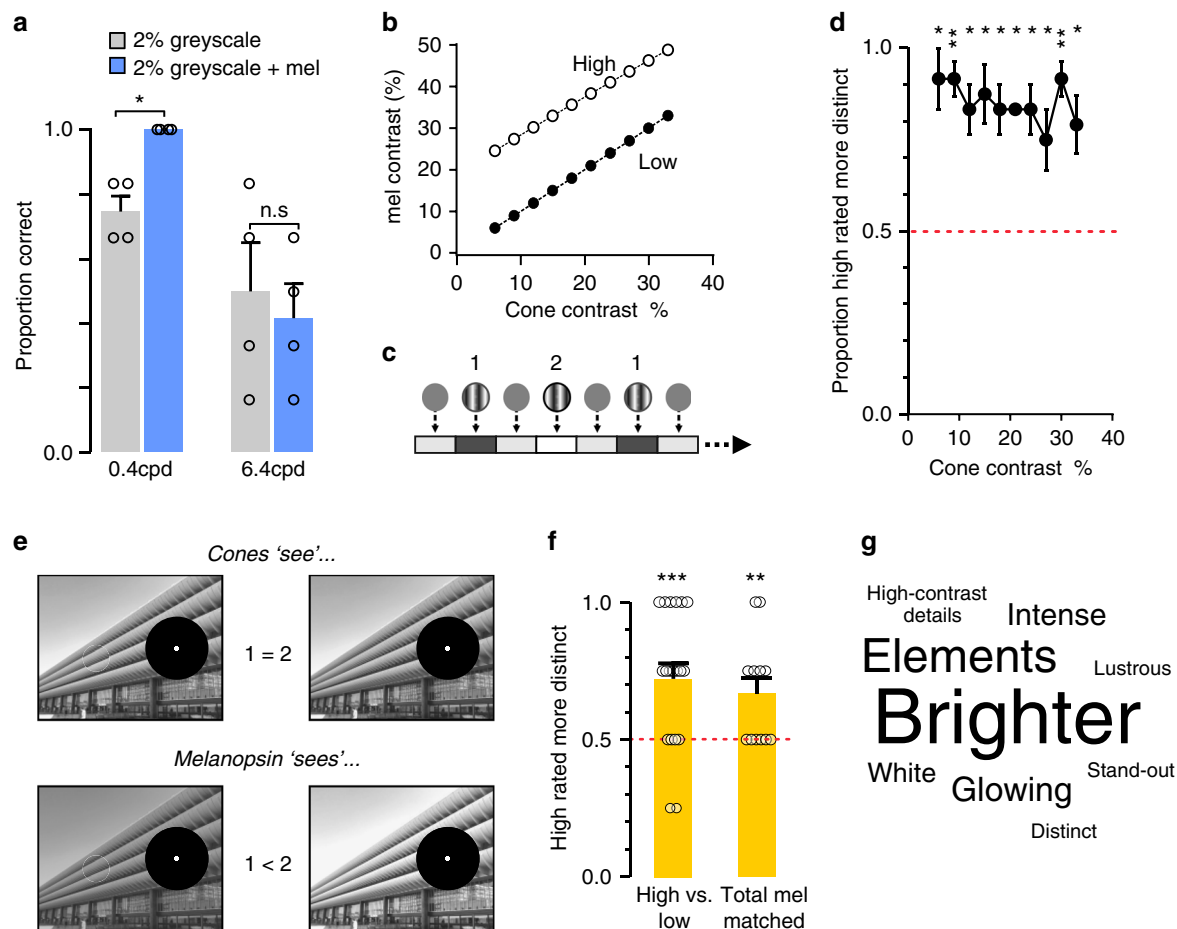 a
2% greyscale
2% greyscale + mel
*
n.s
1.0
0.0
Proportion correct
0.4cpd
6.4cpd
b
50
40
30
20
10
0
mel contrast (%)
High
Low
0
10
20
30
40
Cone contrast %
c
1
2
1
d
* ** * * * * * * ** *
1.0
0.5
0.0
Proportion high rated more distinct
0
10
20
30
40
Cone contrast %
e
Cones 'see'...
1 = 2
Melanopsin 'sees'...
1 < 2
f
***
**
1.0
0.5
0.0
High rated more distinct
High vs.
low
Total mel
matched
g
High-contrast
details
Intense
Elements
Lustrous
Brighter
White
Stand-out
Glowing
Distinct